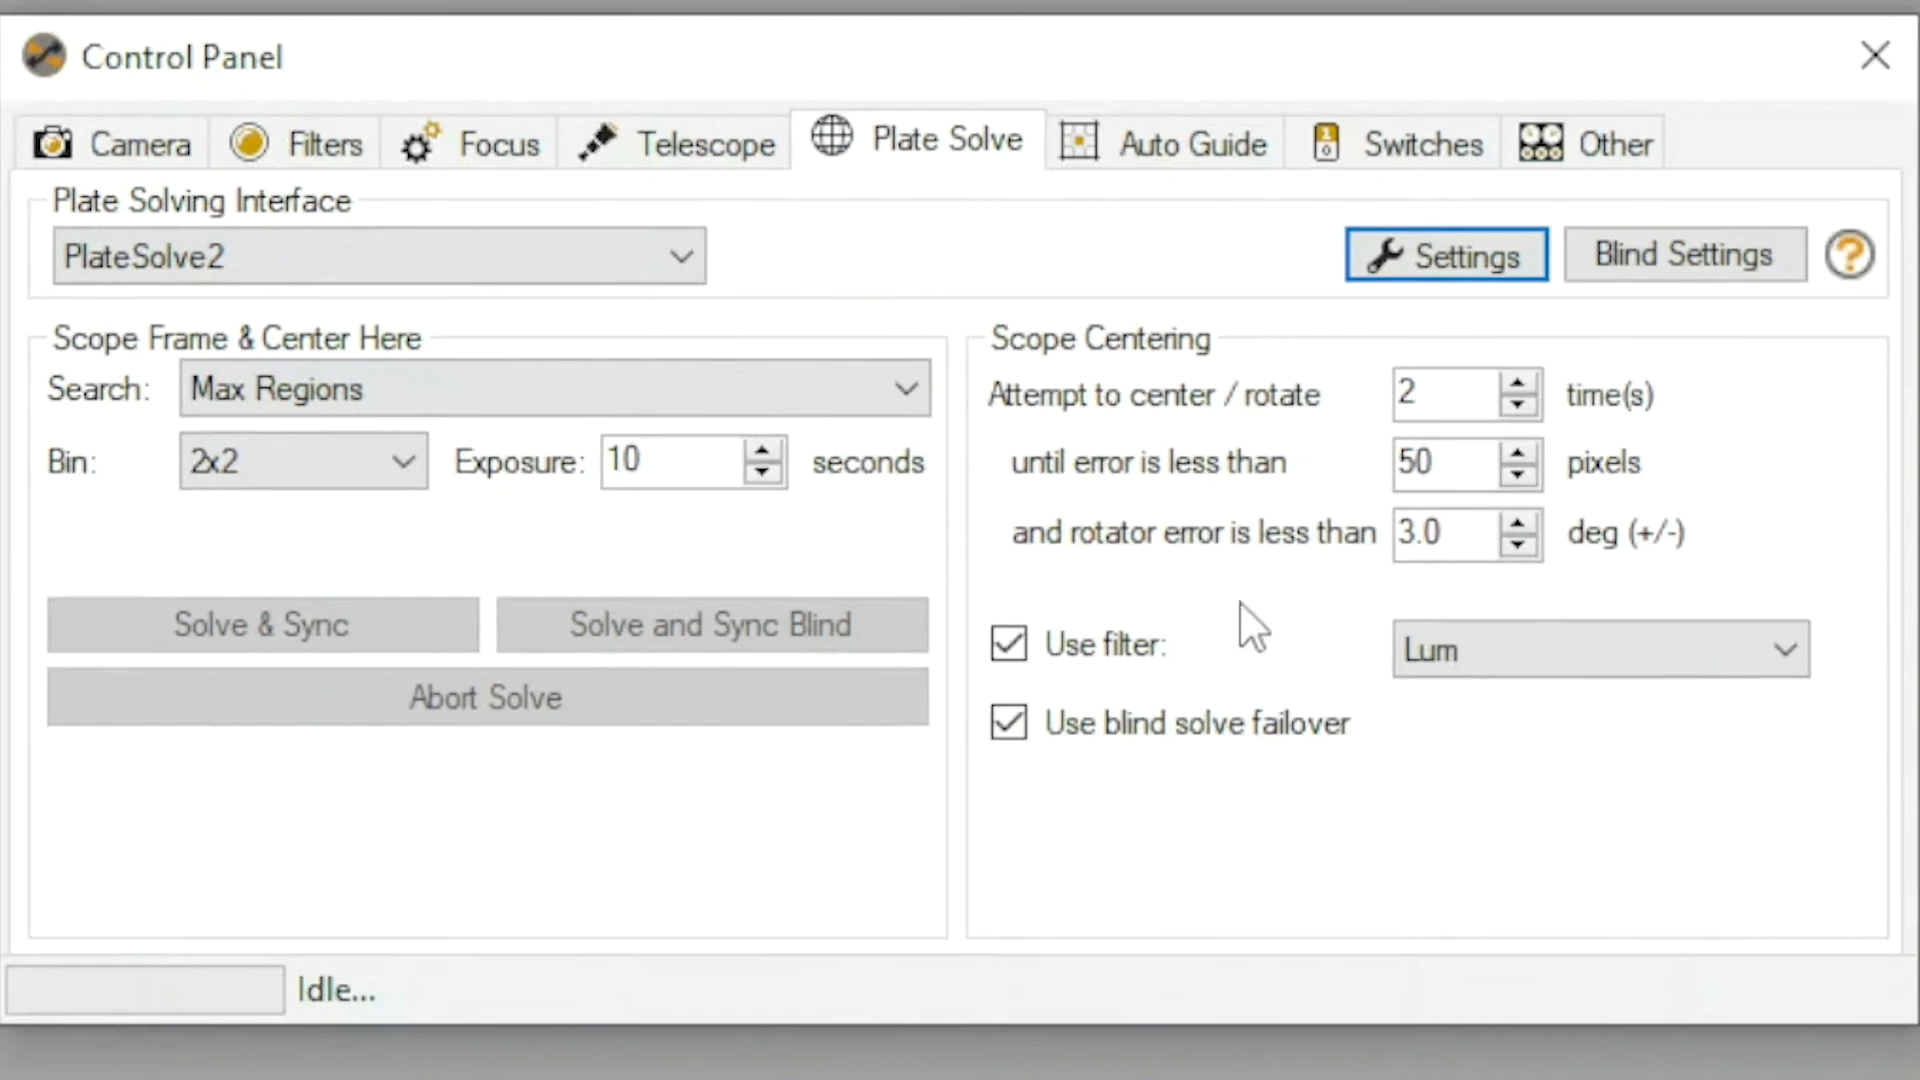 Control Panel
Camera Filters Focus Telescope Plate Solve Auto Guide Switches Other
Plate Solving Interface
PlateSolve2
Settings Blind Settings ?
Scope Frame & Center Here
Search: Max Regions
Bin: 2x2 Exposure: 10 seconds
Solve & Sync Solve and Sync Blind
Abort Solve
Scope Centering
Attempt to center / rotate 2 time(s)
until error is less than 50 pixels
and rotator error is less than 3.0 deg (+/-)
Use filter: Lum
Use blind solve failover
Idle...